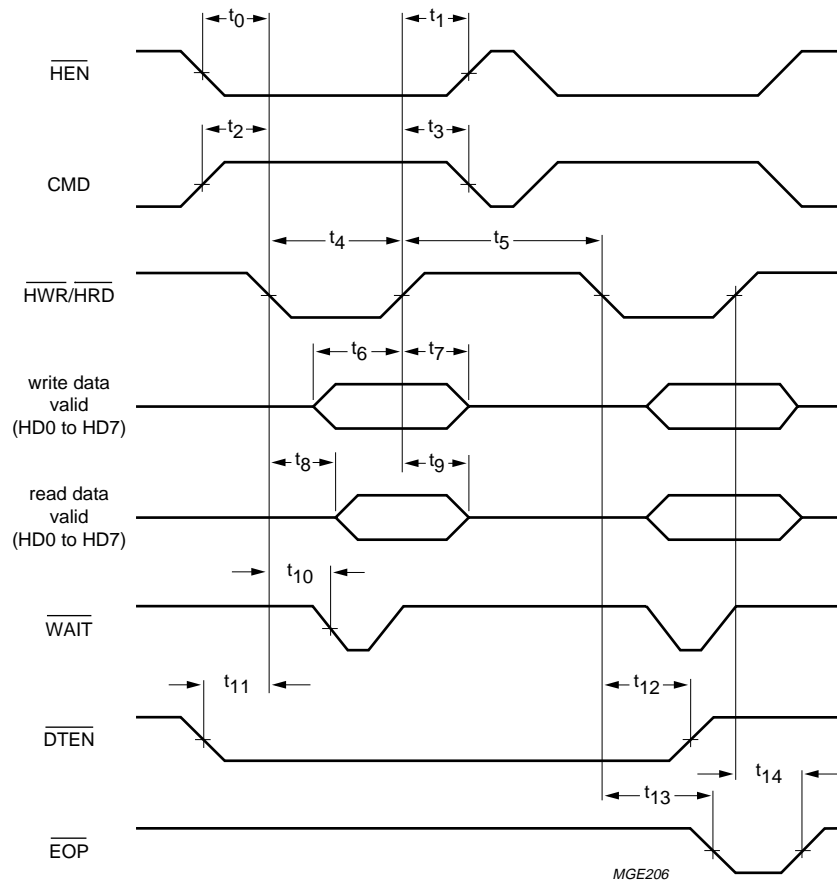 t0
t1
HEN
t2
t3
CMD
t4
t5
HWR/HRD
t6
t7
write data
valid
(HD0 to HD7)
t8
t9
read data
valid
(HD0 to HD7)
t10
WAIT
t11
t12
DTEN
t13
t14
EOP
MGE206